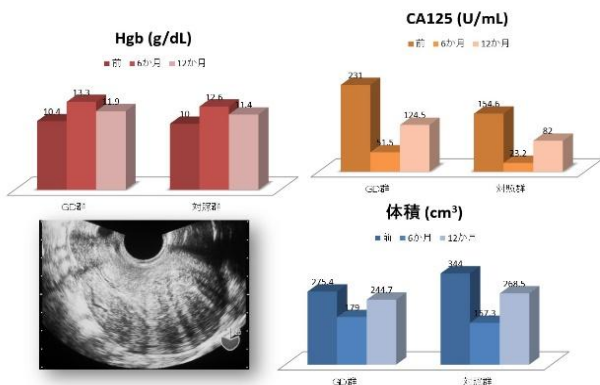 Hgb (g/dL)
前 6か月 12か月
10.4 13.3 11.9 10 12.6 11.4
GD群 対照群
CA125 (U/mL)
前 6か月 12か月
231 51.5 124.5 154.6 23.2 82
GD群 対照群
体積 (cm³)
前 6か月 12か月
275.4 179 244.7 344 157.3 268.5
GD群 対照群